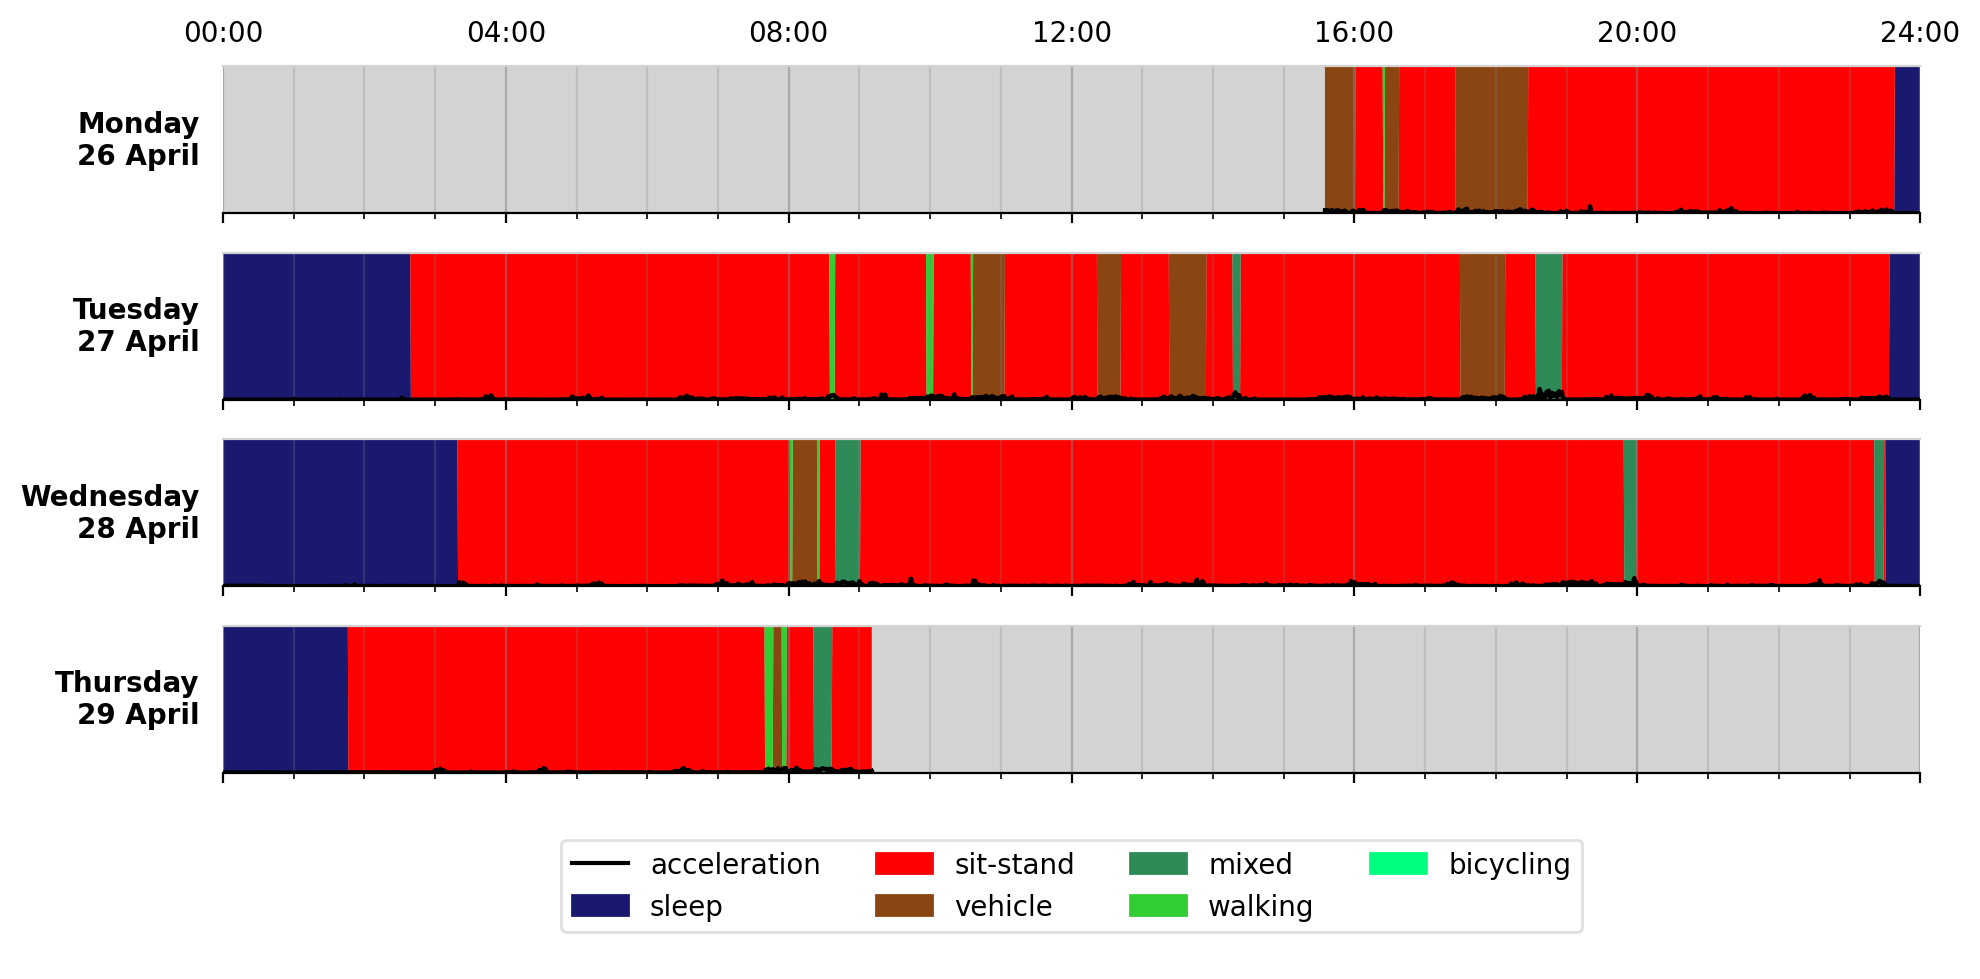 00:00 04:00 08:00 12:00 16:00 20:00 24:00
Monday
26 April
Tuesday
27 April
Wednesday
28 April
Thursday
29 April
acceleration sit-stand mixed bicycling
sleep vehicle walking